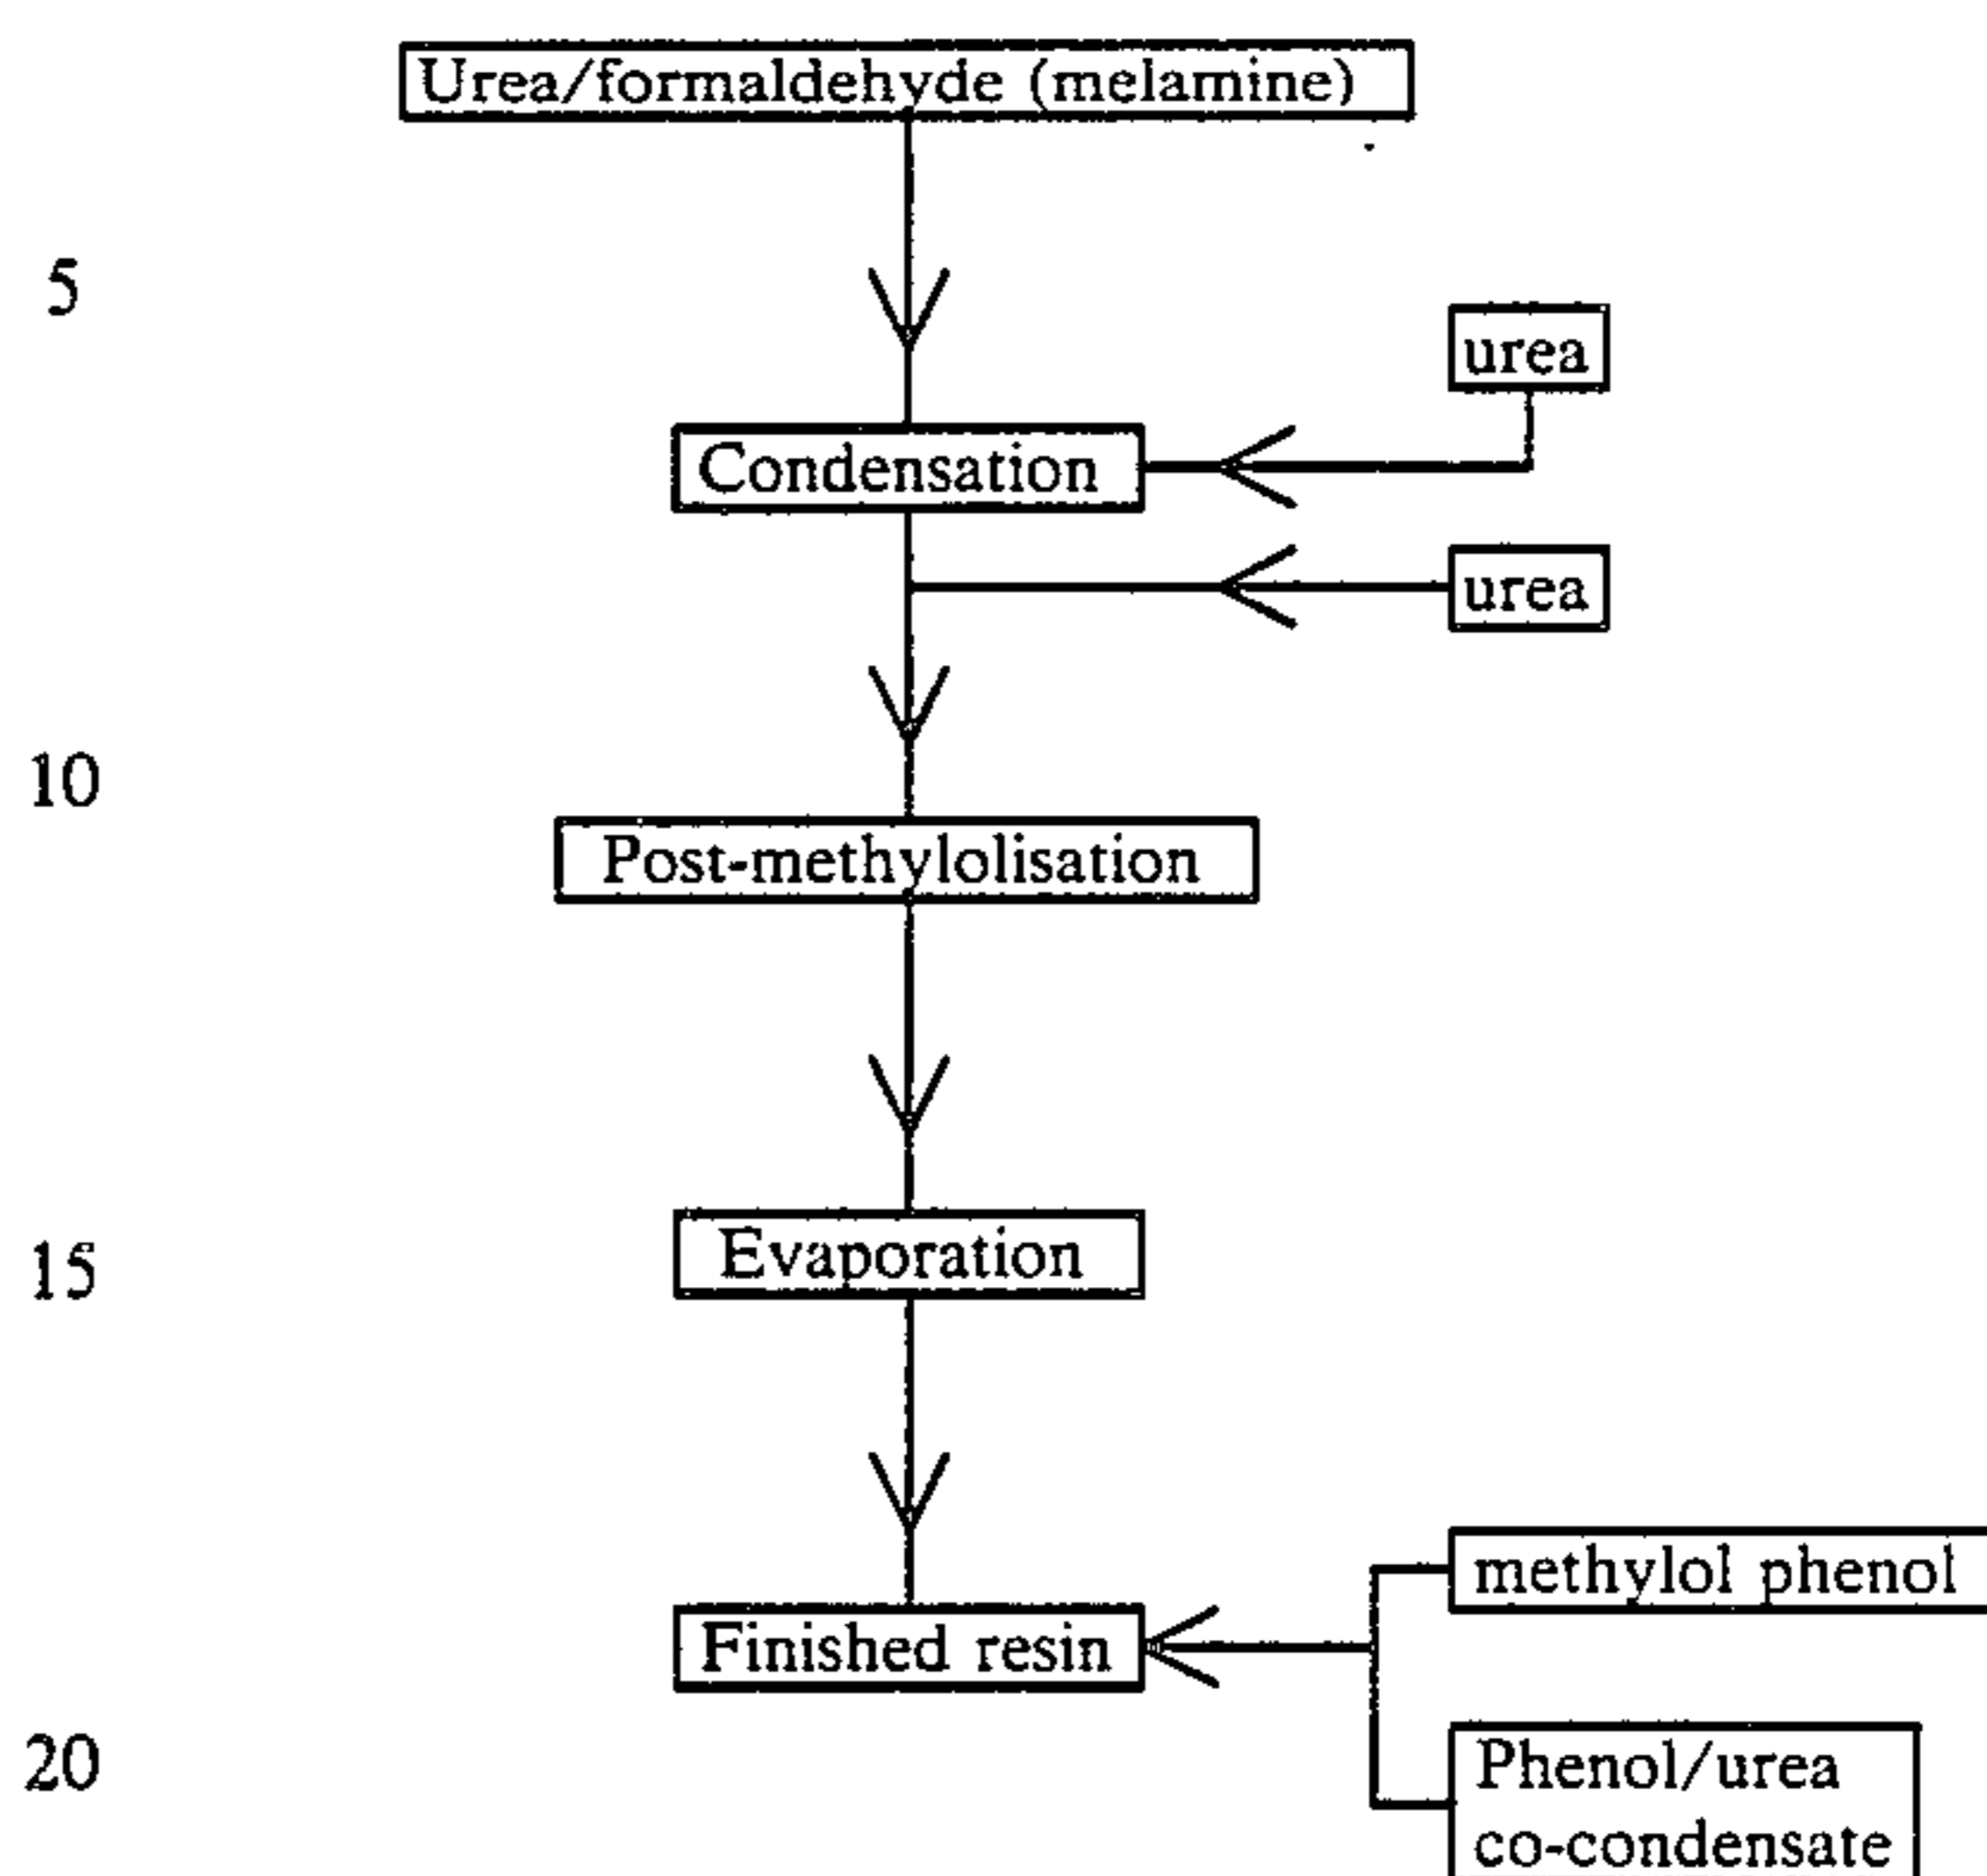 Urea/formaldehyde (melamine)
5
urea
Condensation
urea
10
Post-methylolisation
Evaporation
15
methylol phenol
Finished resin
20
Phenol/urea
co-condensate